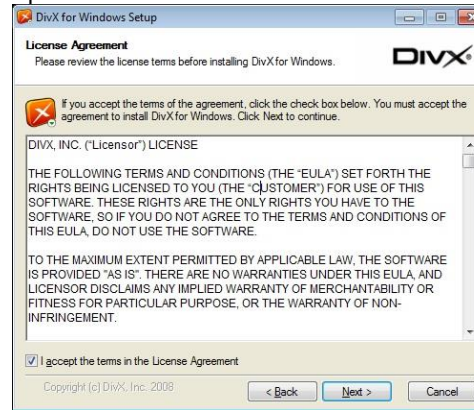 DivX for Windows Setup
License Agreement
Please review the license terms before installing DivX for Windows.
DIVX
If you accept the terms of the agreement, click the check box below. You must accept the
agreement to install DivX for Windows. Click Next to continue.
DIVX, INC. ("Licensor") LICENSE
THE FOLLOWING TERMS AND CONDITIONS (THE "EULA") SET FORTH THE
RIGHTS BEING LICENSED TO YOU (THE "CUSTOMER") FOR USE OF THIS
SOFTWARE. THESE RIGHTS ARE THE ONLY RIGHTS YOU HAVE TO THE
SOFTWARE, SO IF YOU DO NOT AGREE TO THE TERMS AND CONDITIONS OF
THIS EULA, DO NOT USE THE SOFTWARE.
TO THE MAXIMUM EXTENT PERMITTED BY APPLICABLE LAW, THE SOFTWARE
IS PROVIDED "AS IS". THERE ARE NO WARRANTIES UNDER THIS EULA, AND
LICENSOR DISCLAIMS ANY IMPLIED WARRANTY OF MERCHANTABILITY OR
FITNESS FOR PARTICULAR PURPOSE, OR THE WARRANTY OF NON-
INFRINGEMENT.
I accept the terms in the License Agreement
Copyright (c) DivX, Inc. 2008
< Back
Next >
Cancel